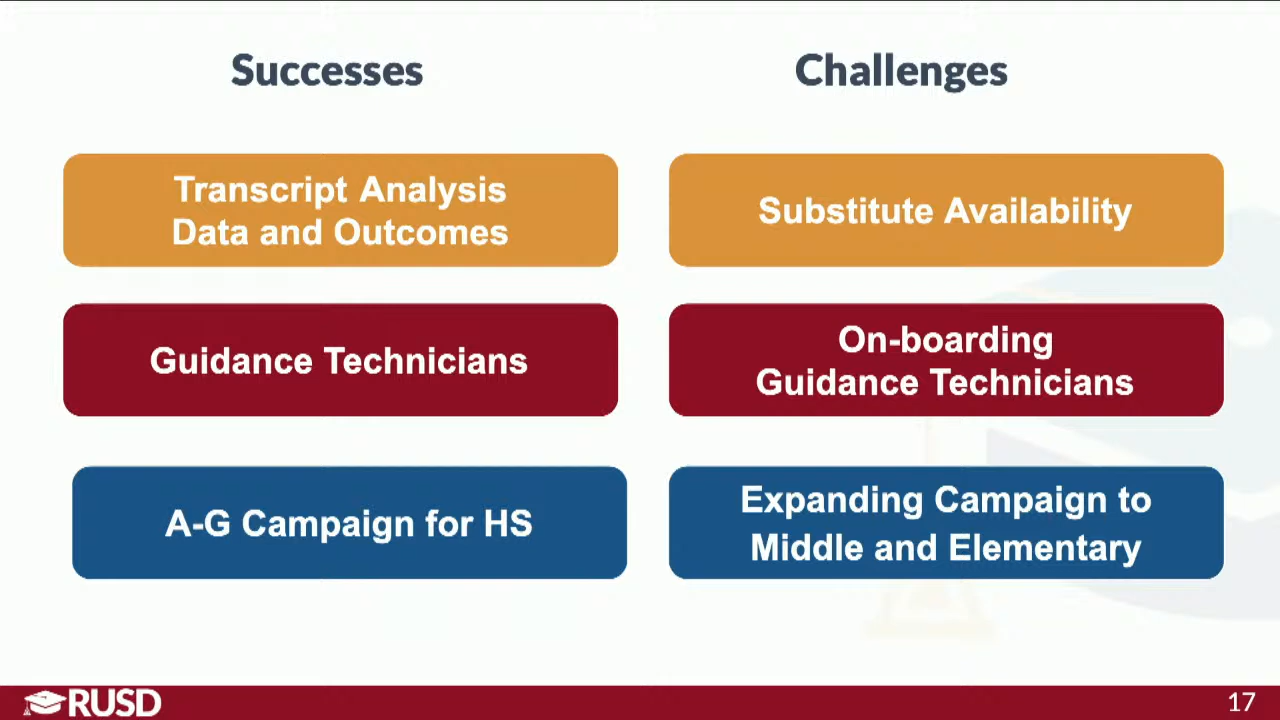 Successes
Challenges
Transcript Analysis
Data and Outcomes
Substitute Availability
Guidance Technicians
On-boarding
Guidance Technicians
A-G Campaign for HS
Expanding Campaign to
Middle and Elementary
RUSD
17